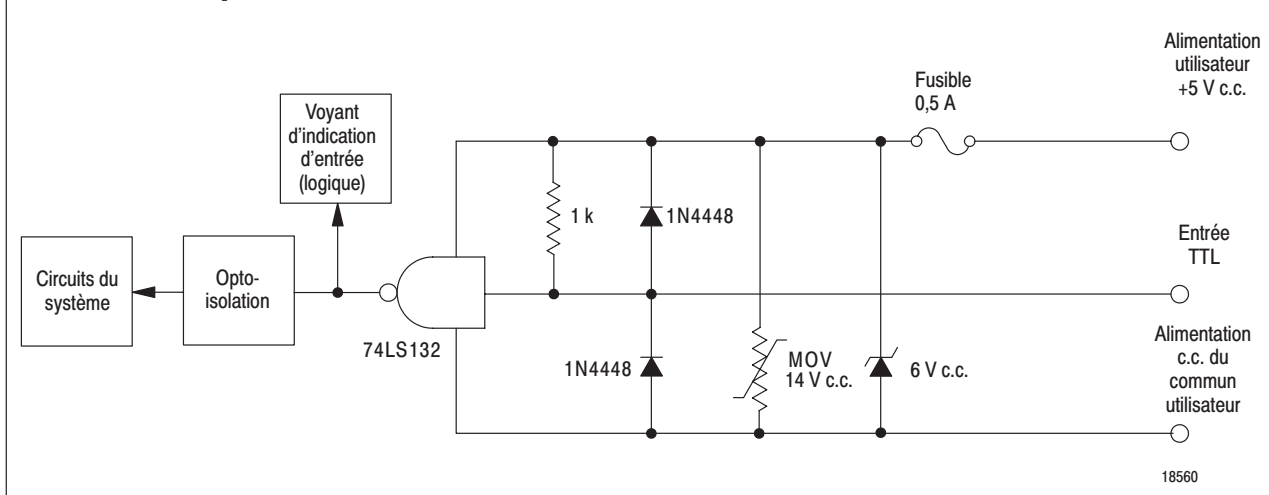 Alimentation
utilisateur
+5 V c.c.
Fusible
0,5 A
Voyant
d'indication
d'entrée
(logique)
1 k
1N4448
Entrée
TTL
Circuits du
système
Opto-
isolation
74LS132
1N4448
MOV
14 V c.c.
6 V c.c.
Alimentation
c.c. du
commun
utilisateur
18560